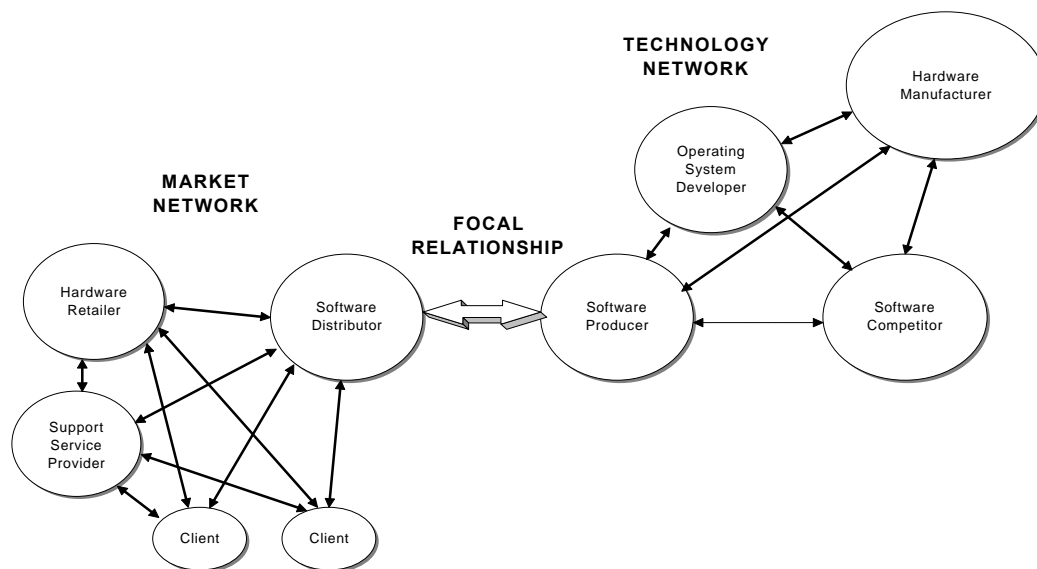 TECHNOLOGY
NETWORK
Hardware
Manufacturer
Operating
System
Developer
MARKET
NETWORK
FOCAL
RELATIONSHIP
Hardware
Retailer
Software
Distributor
Software
Producer
Software
Competitor
Support
Service
Provider
Client
Client